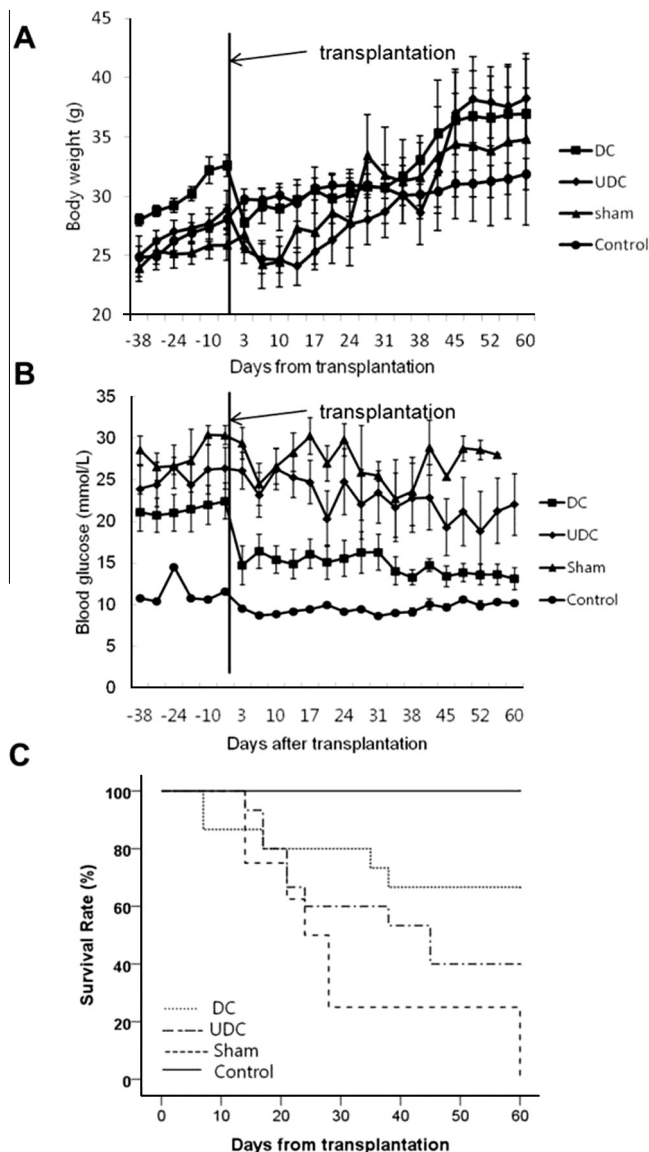 A
45
40
35
30
25
20
Body weight (g)
transplantation
DC
UDC
sham
Control
-38 -24 -10 3 10 17 24 31 38 45 52 60
Days from transplantation
B
35
30
25
20
15
10
5
0
Blood glucose (mmol/L)
transplantation
DC
UDC
Sham
Control
-38 -24 -10 3 10 17 24 31 38 45 52 60
Days after transplantation
C
100
80
60
40
20
0
Survival Rate (%)
DC
UDC
Sham
Control
0 10 20 30 40 50 60
Days from transplantation